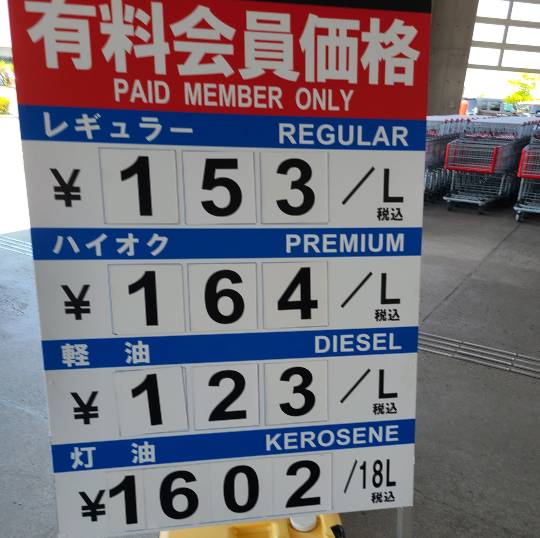 有料会員価格
PAID MEMBER ONLY
レギュラー REGULAR
¥ 153 /L 税込
ハイオク PREMIUM
¥ 164 /L 税込
軽油 DIESEL
¥ 123 /L 税込
灯油 KEROSENE
¥1602 /18L 税込